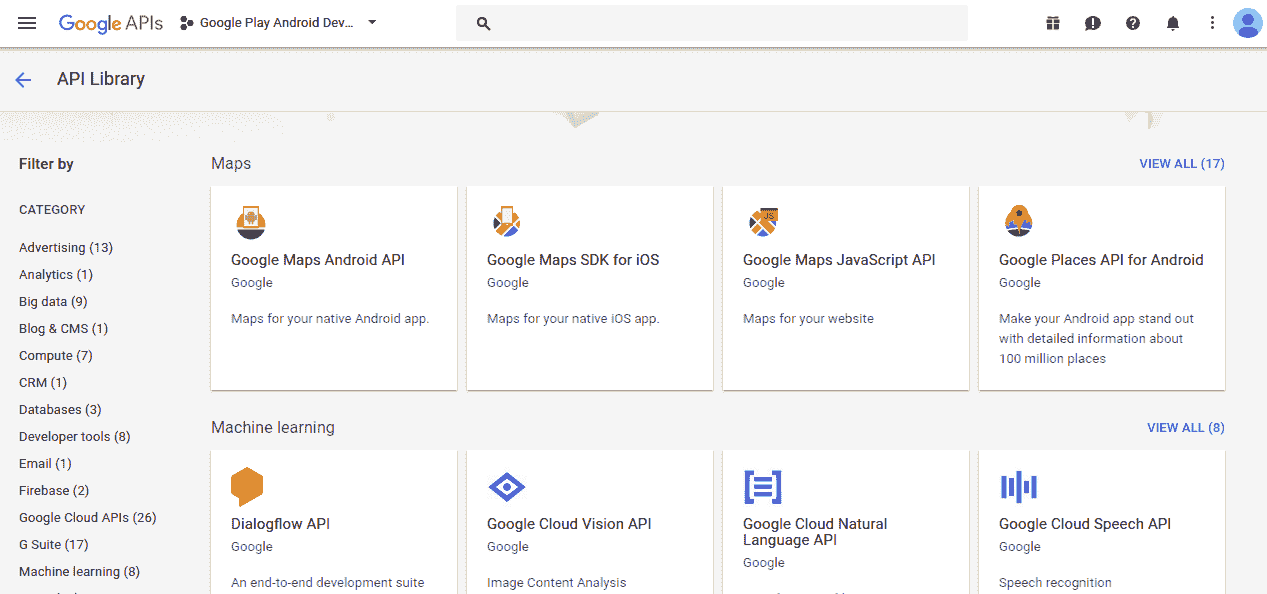 Google APIs
Google Play Android Dev...
API Library
Filter by
CATEGORY
Advertising (13)
Analytics (1)
Big data (9)
Blog & CMS (1)
Compute (7)
CRM (1)
Databases (3)
Developer tools (8)
Email (1)
Firebase (2)
Google Cloud APIs (26)
G Suite (17)
Machine learning (8)
Maps
VIEW ALL (17)
Google Maps Android API
Google
Maps for your native Android app.
Google Maps SDK for iOS
Google
Maps for your native iOS app.
JS
Google Maps JavaScript API
Google
Maps for your website
Google Places API for Android
Google
Make your Android app stand out
with detailed information about
100 million places
Machine learning
VIEW ALL (8)
Dialogflow API
Google
An end-to-end development suite
Google Cloud Vision API
Google
Image Content Analysis
Google Cloud Natural
Language API
Google
Google Cloud Speech API
Google
Speech recognition